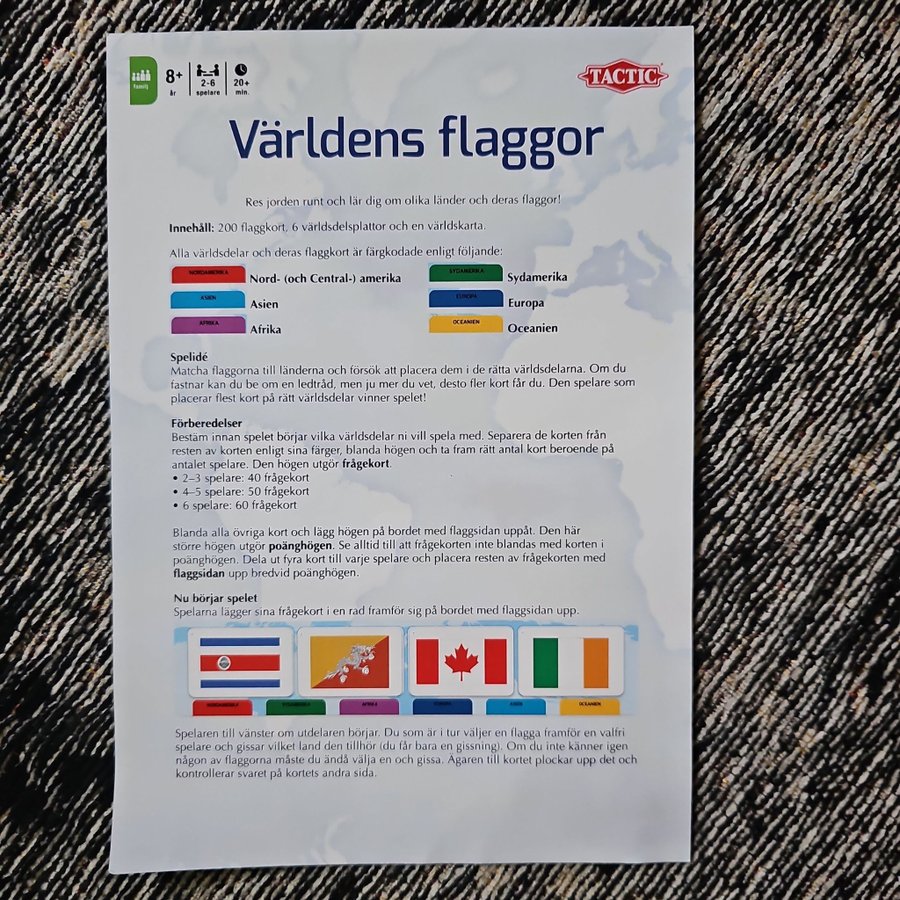 Familj
8+
år
2-6
spelare
20+
min.
TACTIC
Världens flaggor
Res jorden runt och lär dig om olika länder och deras flaggor!
Innehåll: 200 flaggkort, 6 världsdelsplattor och en världskarta.
Alla världsdelar och deras flaggkort är färgkodade enligt följande:
NORDAMERIKA Nord- (och Central-) amerika
SYDAMERIKA Sydamerika
ASIEN Asien
EUROPA Europa
AFRIKA Afrika
OCEANIEN Oceanien
Spelidé
Matcha flaggorna till länderna och försök att placera dem i de rätta världsdelarna. Om du
fastnar kan du be om en ledtråd, men ju mer du vet, desto fler kort får du. Den spelare som
placerar flest kort på rätt världsdelar vinner spelet!
Förberedelser
Bestäm innan spelet börjar vilka världsdelar ni vill spela med. Separera de korten från
resten av korten enligt sina färger, blanda högen och ta fram rätt antal kort beroende på
antalet spelare. Den högen utgör frågekort.
• 2–3 spelare: 40 frågekort
• 4–5 spelare: 50 frågekort
• 6 spelare: 60 frågekort
Blanda alla övriga kort och lägg högen på bordet med flaggsidan uppåt. Den här
större högen utgör poänghögen. Se alltid till att frågekorten inte blandas med korten i
poänghögen. Dela ut fyra kort till varje spelare och placera resten av frågekorten med
flaggsidan upp bredvid poänghögen.
Nu börjar spelet
Spelarna lägger sina frågekort i en rad framför sig på bordet med flaggsidan upp.
NORDAMERIKA SYDAMERIKA AFRIKA EUROPA ASIEN OCEANIEN
Spelaren till vänster om utdelaren börjar. Du som är i tur väljer en flagga framför en valfri
spelare och gissar vilket land den tillhör (du får bara en gissning). Om du inte känner igen
någon av flaggorna måste du ändå välja en och gissa. Ägaren till kortet plockar upp det och
kontrollerar svaret på kortets andra sida.